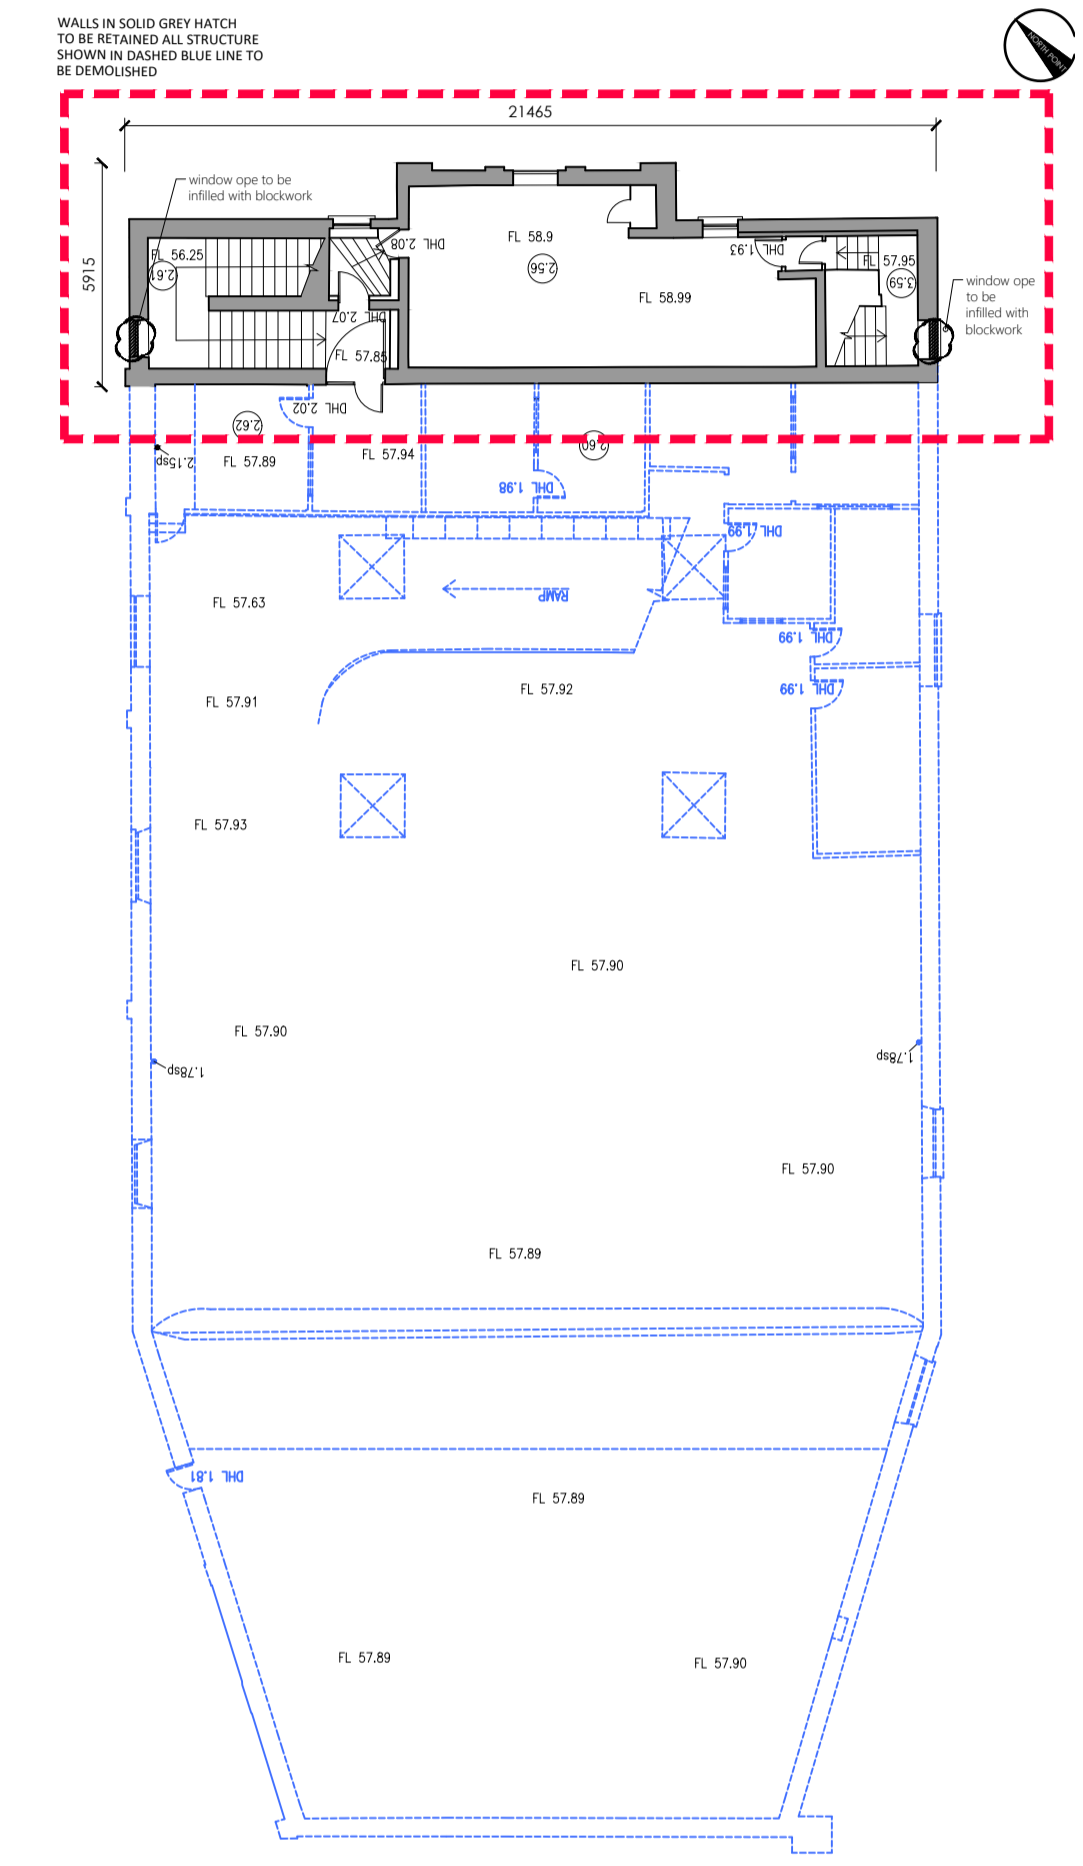 WALLS IN SOLID GREY HATCH
TO BE RETAINED ALL STRUCTURE
SHOWN IN DASHED BLUE LINE TO
BE DEMOLISHED
NORTH POINT
21465
5915
window ope to be
infilled with blockwork
window ope
to be
infilled with
blockwork
FL 56.25
2.61
DHL 2.08
FL 58.9
2.56
FL 58.99
DHL 1.93
FL 57.95
3.59
DHL 2.07
FL 57.85
DHL 2.02
2.62
FL 57.89
2.15sp
FL 57.94
2.60
DHL 1.98
DHL 1.99
RAMP
FL 57.63
DHL 1.99
DHL 1.99
FL 57.91
FL 57.92
FL 57.93
FL 57.90
FL 57.90
1.78sp
1.78sp
FL 57.90
FL 57.89
DHL 1.81
FL 57.89
FL 57.89
FL 57.90